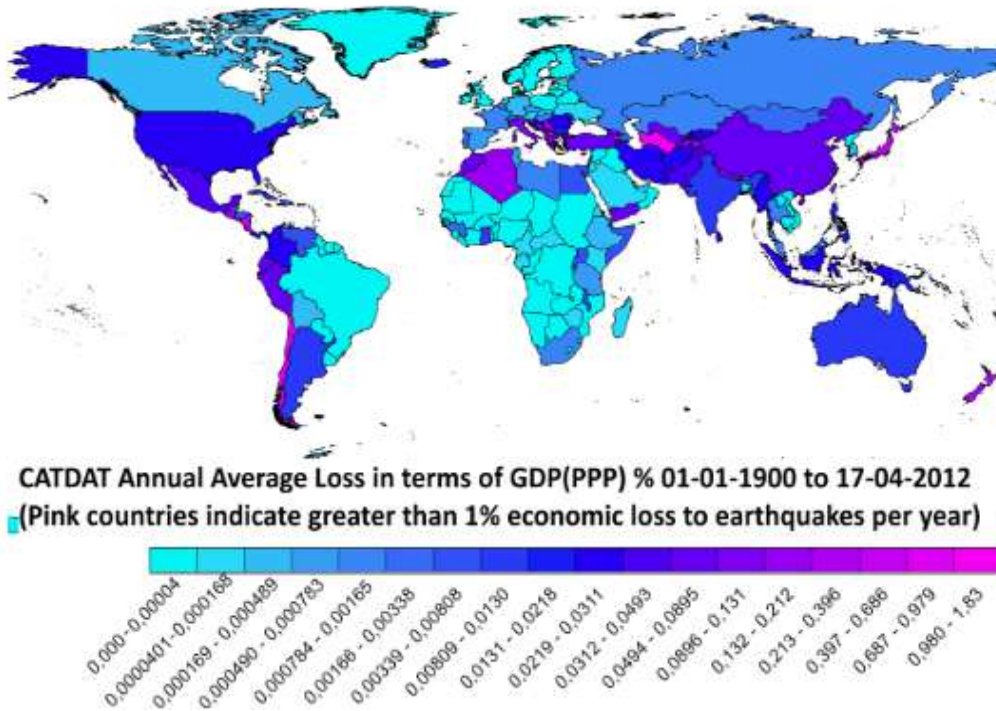 CATDAT Annual Average Loss in terms of GDP(PPP) % 01-01-1900 to 17-04-2012
(Pink countries indicate greater than 1% economic loss to earthquakes per year)
0,000 - 0,00004
0,0000401-0,000168
0,000169 - 0,000489
0,000490 - 0,000783
0,000784 - 0,00165
0,00166 - 0,00338
0,00339 - 0,00808
0,00809 - 0,0130
0,0131 - 0,0218
0,0219 - 0,0311
0,0312 - 0,0493
0,0494 - 0,0895
0,0896 - 0,131
0,132 - 0,212
0,213 - 0,396
0,397 - 0,686
0,687 - 0,979
0,980 - 1,83